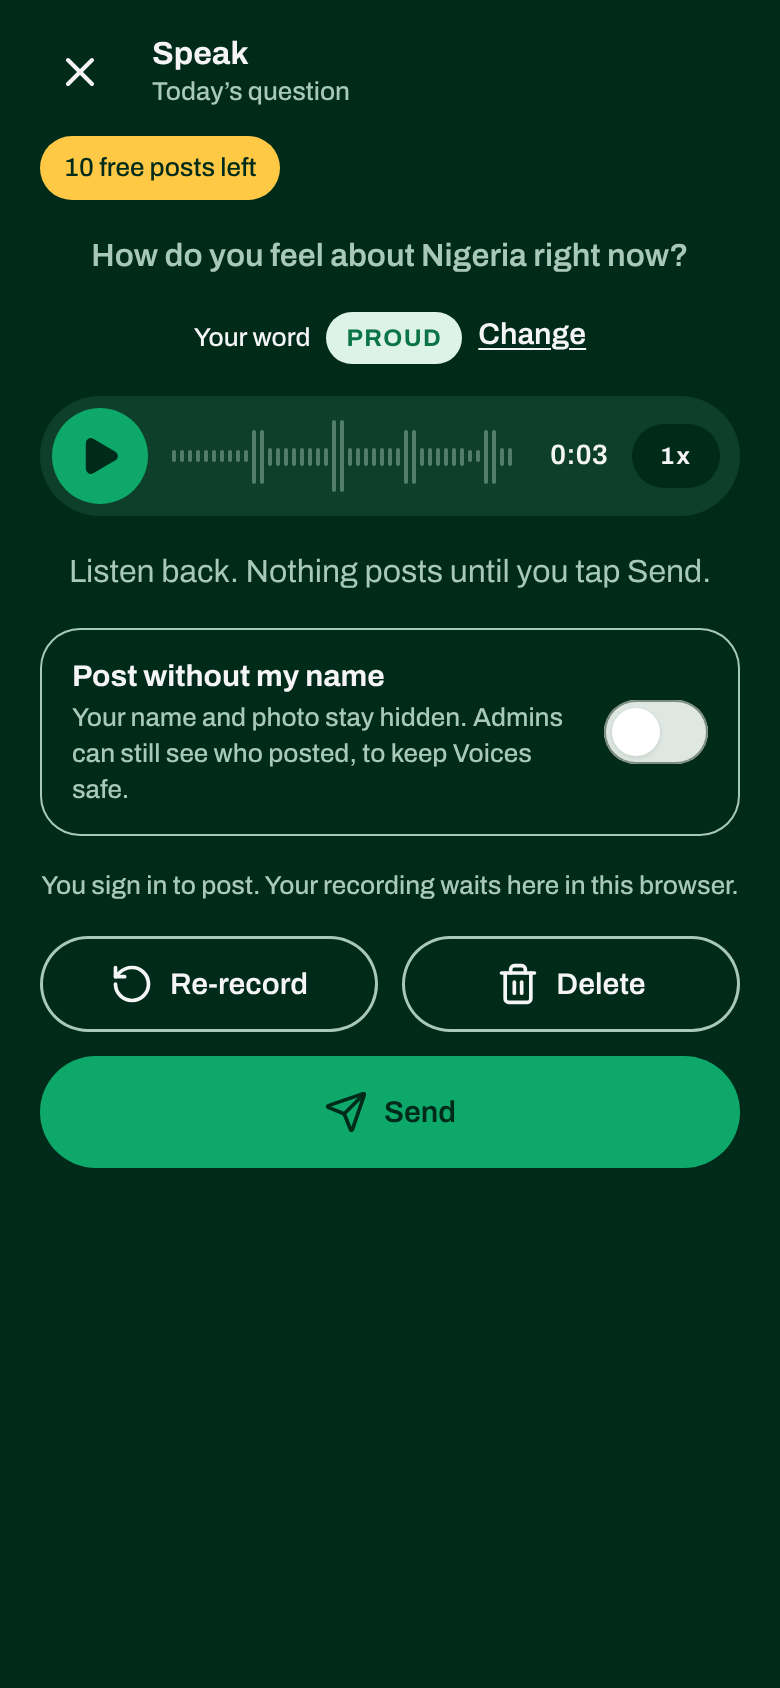 Speak
Today’s question
10 free posts left
How do you feel about Nigeria right now?
Your word PROUD Change
0:03 1x
Listen back. Nothing posts until you tap Send.
Post without my name
Your name and photo stay hidden. Admins
can still see who posted, to keep Voices
safe.
You sign in to post. Your recording waits here in this browser.
Re-record Delete
Send